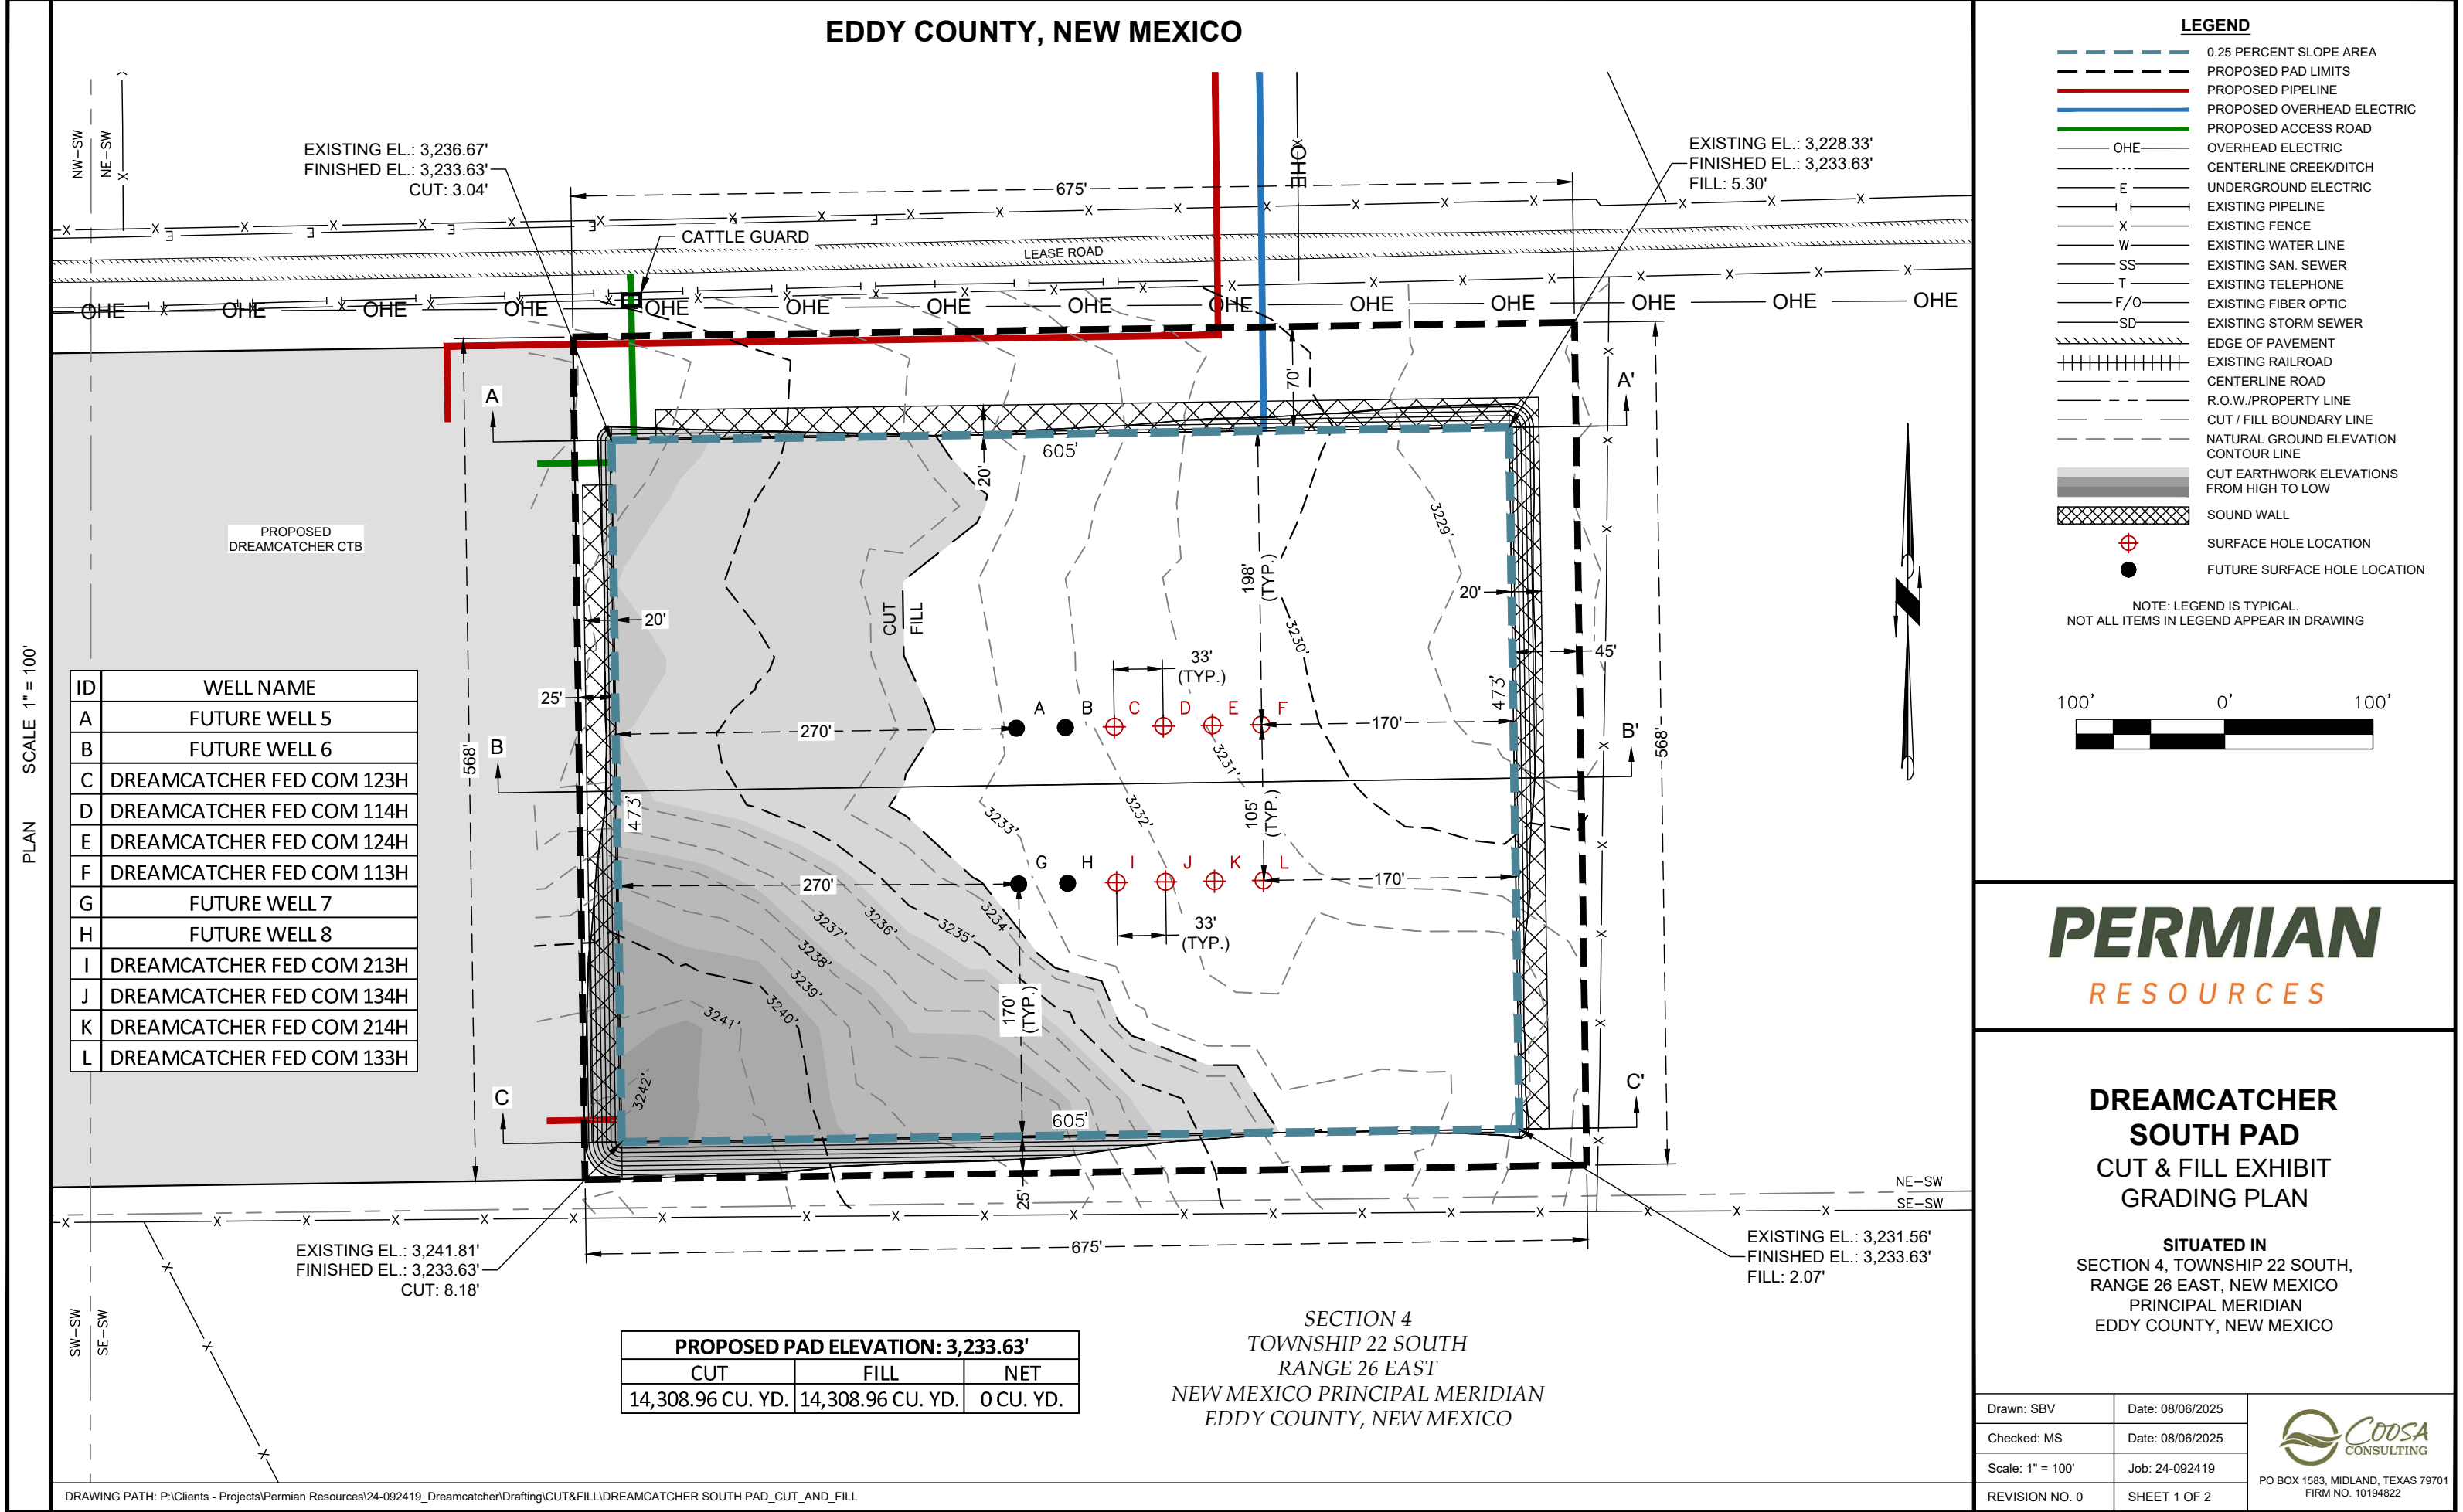 EDDY COUNTY, NEW MEXICO
NW-SW
NE-SW
EXISTING EL.: 3,236.67'
FINISHED EL.: 3,233.63'
CUT: 3.04'
EXISTING EL.: 3,228.33'
FINISHED EL.: 3,233.63'
FILL: 5.30'
675'
CATTLE GUARD
LEASE ROAD
OHE
OHE OHE OHE OHE OHE OHE OHE OHE OHE OHE OHE OHE OHE OHE
E E E E E E
A
A'
70'
605'
20'
PROPOSED
DREAMCATCHER CTB
3229'
198'
(TYP.)
CUT
FILL
20'
20'
3230'
45'
33'
(TYP.)
25'
473'
A B C D E F
270'
170'
B
B'
568'
568'
3231'
473'
3233'
3232'
105'
(TYP.)
G H I J K L
270'
170'
3234'
3235'
3236'
3237'
3238'
3239'
3240'
3241'
3242'
33'
(TYP.)
170'
(TYP.)
C
C'
605'
25'
675'
NE-SW
SE-SW
ID WELL NAME
A FUTURE WELL 5
B FUTURE WELL 6
C DREAMCATCHER FED COM 123H
D DREAMCATCHER FED COM 114H
E DREAMCATCHER FED COM 124H
F DREAMCATCHER FED COM 113H
G FUTURE WELL 7
H FUTURE WELL 8
I DREAMCATCHER FED COM 213H
J DREAMCATCHER FED COM 134H
K DREAMCATCHER FED COM 214H
L DREAMCATCHER FED COM 133H
PLAN SCALE 1" = 100'
EXISTING EL.: 3,241.81'
FINISHED EL.: 3,233.63'
CUT: 8.18'
EXISTING EL.: 3,231.56'
FINISHED EL.: 3,233.63'
FILL: 2.07'
SW-SW
SE-SW
PROPOSED PAD ELEVATION: 3,233.63'
CUT FILL NET
14,308.96 CU. YD. 14,308.96 CU. YD. 0 CU. YD.
SECTION 4
TOWNSHIP 22 SOUTH
RANGE 26 EAST
NEW MEXICO PRINCIPAL MERIDIAN
EDDY COUNTY, NEW MEXICO
DRAWING PATH: P:\Clients - Projects\Permian Resources\24-092419_Dreamcatcher\Drafting\CUT&FILL\DREAMCATCHER SOUTH PAD_CUT_AND_FILL
LEGEND
0.25 PERCENT SLOPE AREA
PROPOSED PAD LIMITS
PROPOSED PIPELINE
PROPOSED OVERHEAD ELECTRIC
PROPOSED ACCESS ROAD
OHE OVERHEAD ELECTRIC
CENTERLINE CREEK/DITCH
E UNDERGROUND ELECTRIC
EXISTING PIPELINE
X EXISTING FENCE
W EXISTING WATER LINE
SS EXISTING SAN. SEWER
T EXISTING TELEPHONE
F/O EXISTING FIBER OPTIC
SD EXISTING STORM SEWER
EDGE OF PAVEMENT
EXISTING RAILROAD
CENTERLINE ROAD
R.O.W./PROPERTY LINE
CUT / FILL BOUNDARY LINE
NATURAL GROUND ELEVATION
CONTOUR LINE
CUT EARTHWORK ELEVATIONS
FROM HIGH TO LOW
SOUND WALL
SURFACE HOLE LOCATION
FUTURE SURFACE HOLE LOCATION
NOTE: LEGEND IS TYPICAL.
NOT ALL ITEMS IN LEGEND APPEAR IN DRAWING
N
100' 0' 100'
PERMIAN
RESOURCES
DREAMCATCHER
SOUTH PAD
CUT & FILL EXHIBIT
GRADING PLAN
SITUATED IN
SECTION 4, TOWNSHIP 22 SOUTH,
RANGE 26 EAST, NEW MEXICO
PRINCIPAL MERIDIAN
EDDY COUNTY, NEW MEXICO
Drawn: SBV Date: 08/06/2025
Checked: MS Date: 08/06/2025
Scale: 1" = 100' Job: 24-092419
REVISION NO. 0 SHEET 1 OF 2
COOSA
CONSULTING
PO BOX 1583, MIDLAND, TEXAS 79701
FIRM NO. 10194822